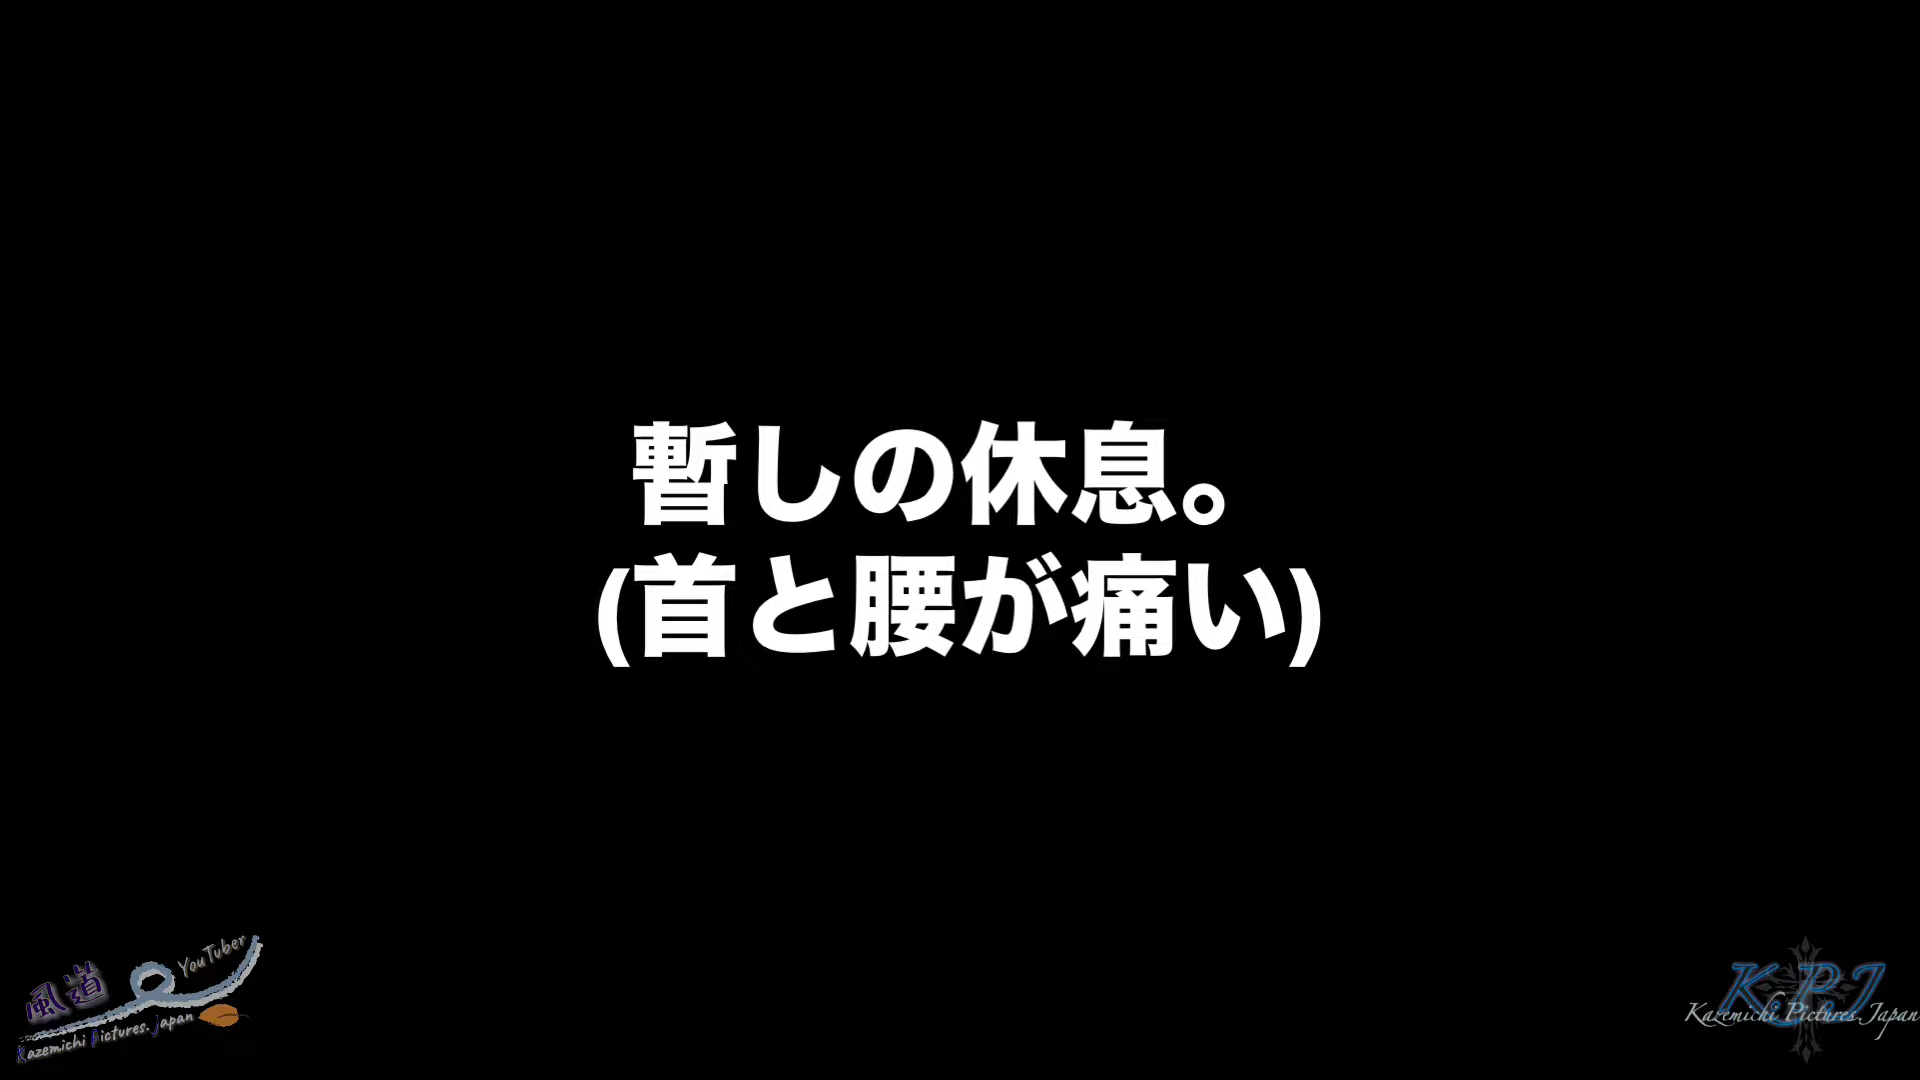 暫しの休息。
(首と腰が痛い)
風道
YouTuber
Kazemichi Pictures. Japan
K.P.J
Kazemichi Pictures.Japan